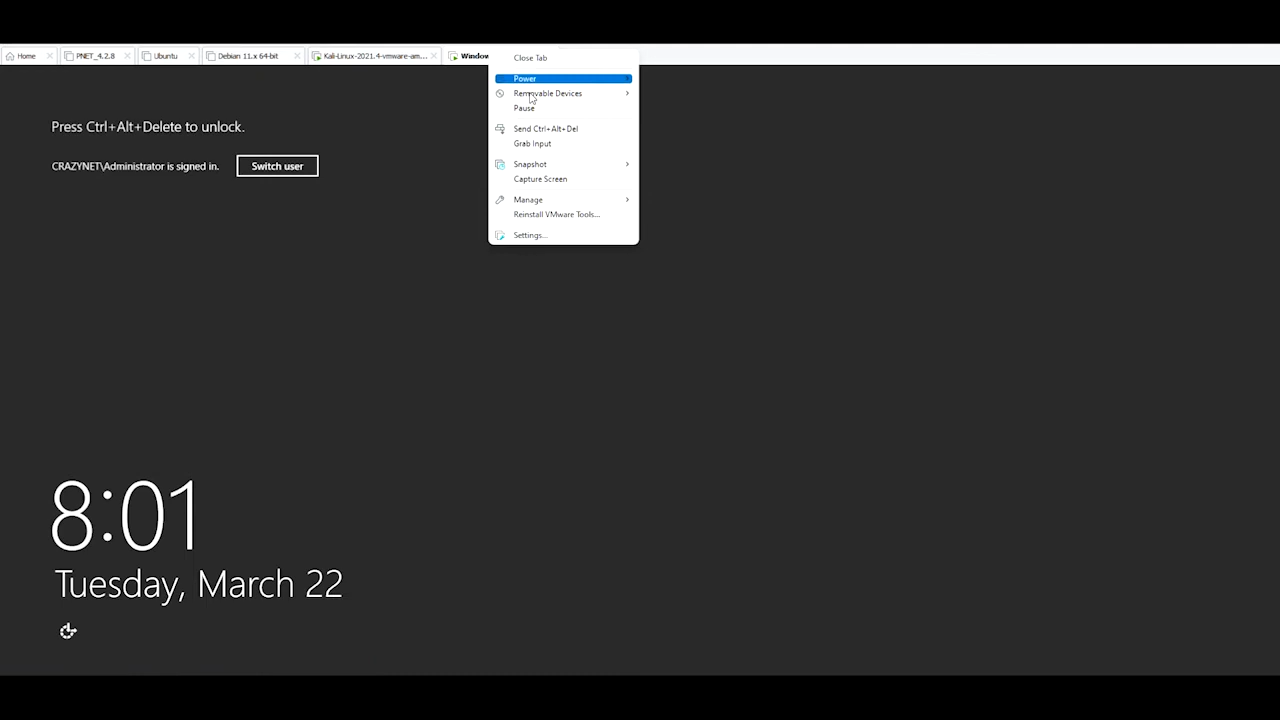 Home
PNET_4.2.8
Ubuntu
Debian 11.x 64-bit
Kali-Linux-2021.4-vmware-am...
Window
Close Tab
Power
Removable Devices
Pause
Send Ctrl+Alt+Del
Grab Input
Snapshot
Capture Screen
Manage
Reinstall VMware Tools...
Settings...
Press Ctrl+Alt+Delete to unlock.
CRAZYNET\Administrator is signed in.
Switch user
8:01
Tuesday, March 22